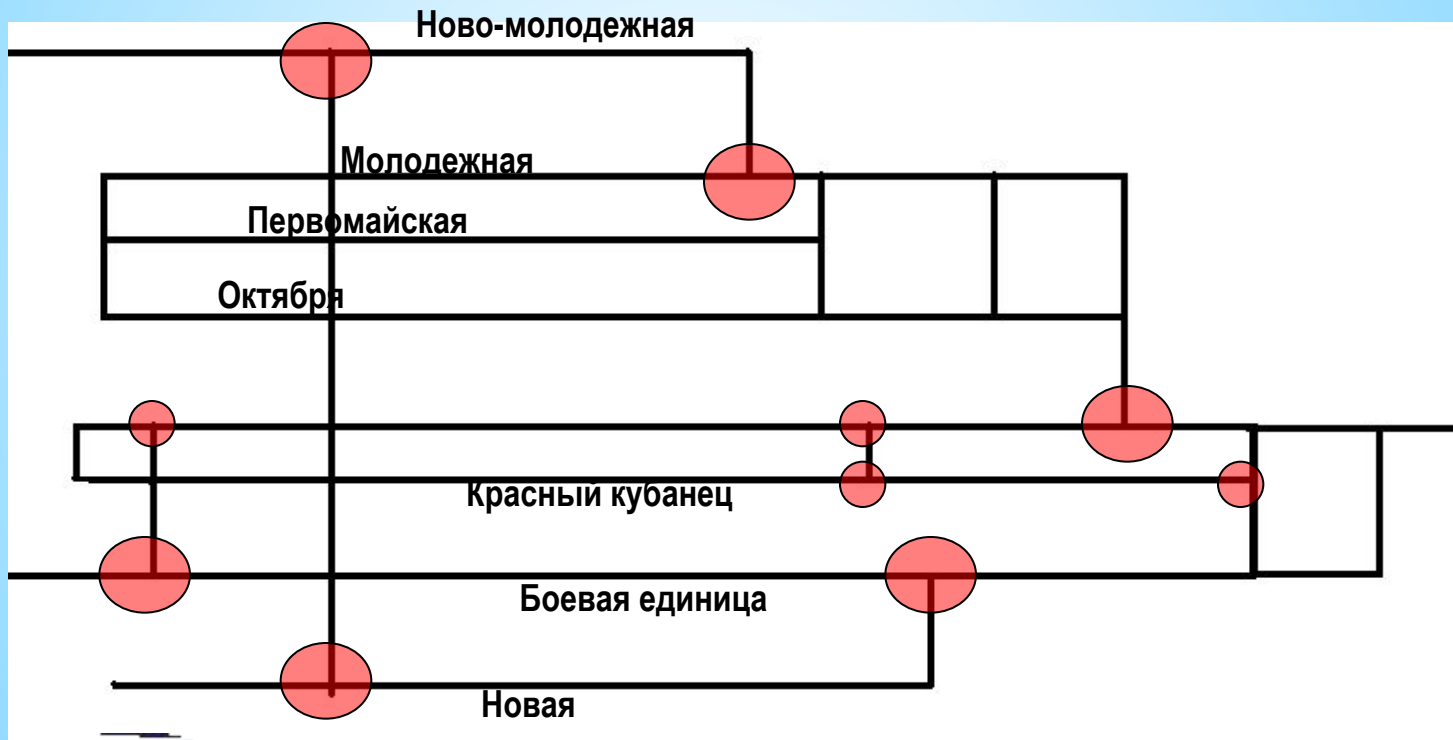 Ново-молодежная
Молодежная
Первомайская
Октября
Красный кубанец
Боевая единица
Новая